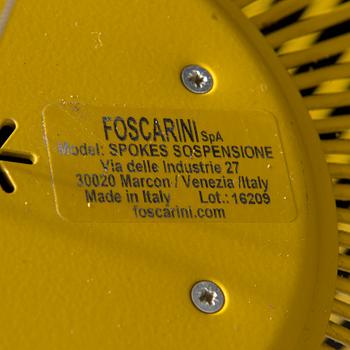 FOSCARINI SpA
Model: SPOKES SOSPENSIONE
Via delle Industrie 27
30020 Marcon / Venezia /Italy
Made in Italy Lot.: 16209
foscarini.com